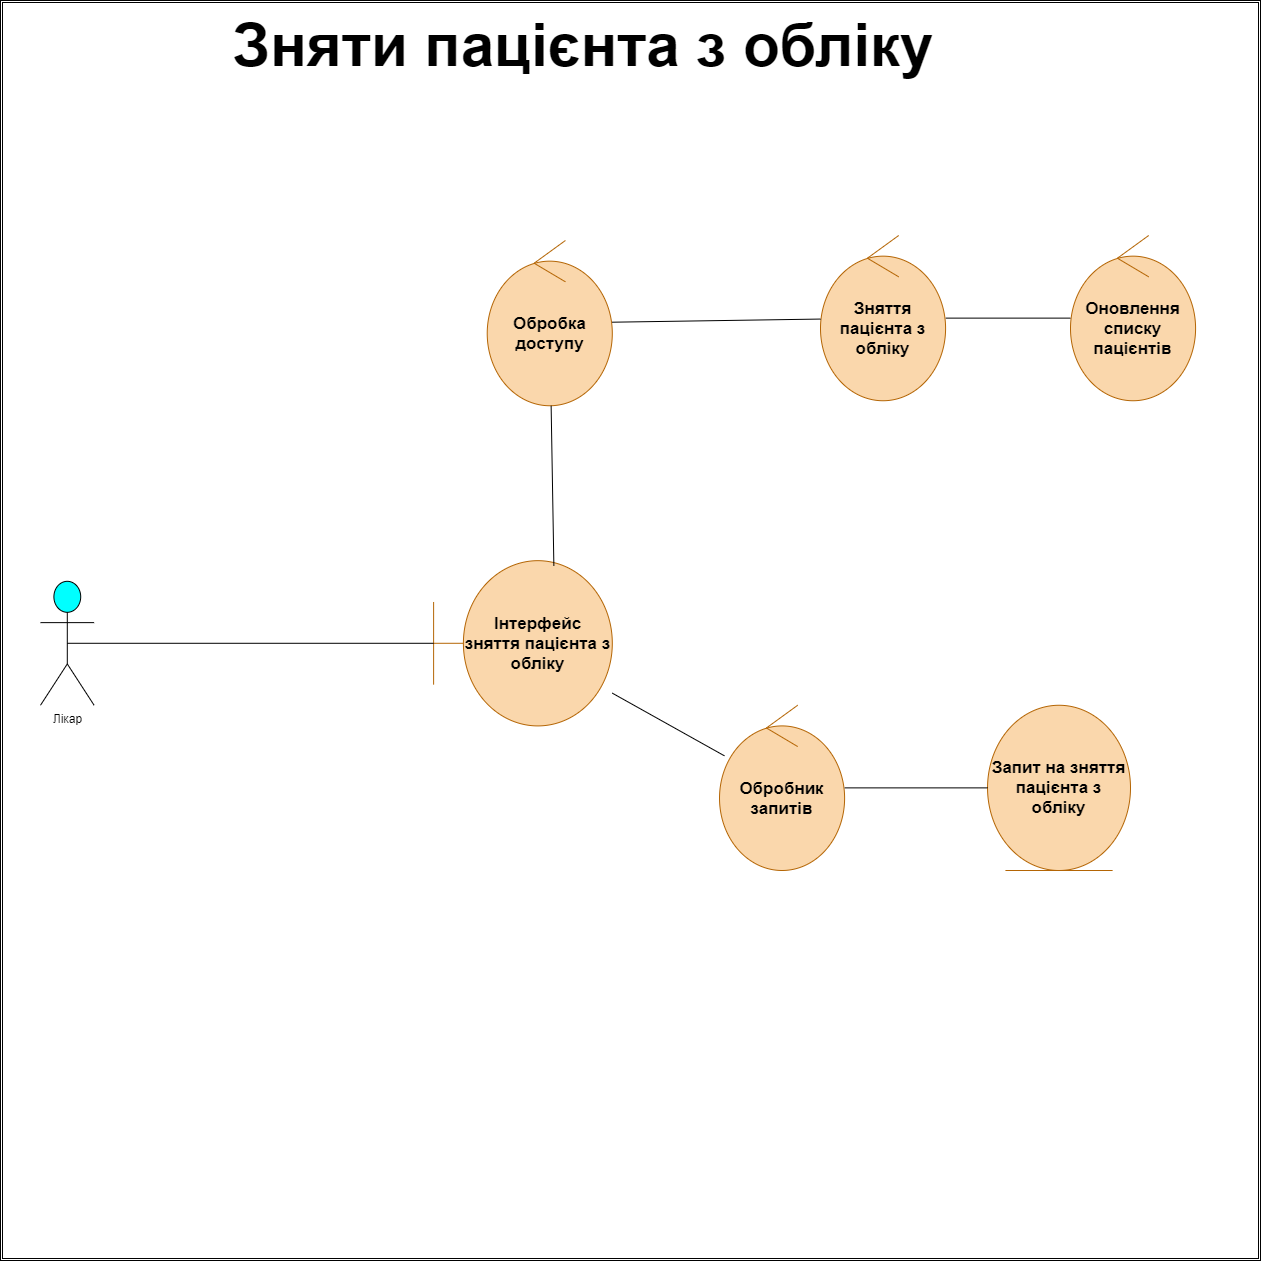 Зняти пацієнта з обліку
Обробка
доступу
Зняття
пацієнта з
обліку
Оновлення
списку
пацієнтів
Інтерфейс
зняття пацієнта з
обліку
Лікар
Обробник
запитів
Запит на зняття
пацієнта з
обліку